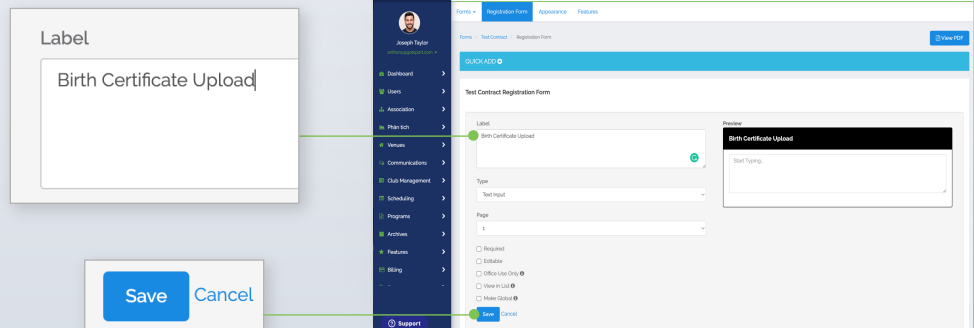 Label
Birth Certificate Upload
Save Cancel
Joseph Taylor
Dashboard
Users
Association
Phân tích
Venues
Communications
Club Management
Scheduling
Programs
Archives
Features
Billing
Support
Forms Registration Form Appearance Features
Forms / Test Contract / Registration Form
View PDF
QUICK ADD
Test Contract Registration Form
Label
Birth Certificate Upload
Type
Text Input
Page
1
Required
Editable
Office Use Only
View in List
Make Global
Save Cancel
Preview
Birth Certificate Upload
Start Typing...